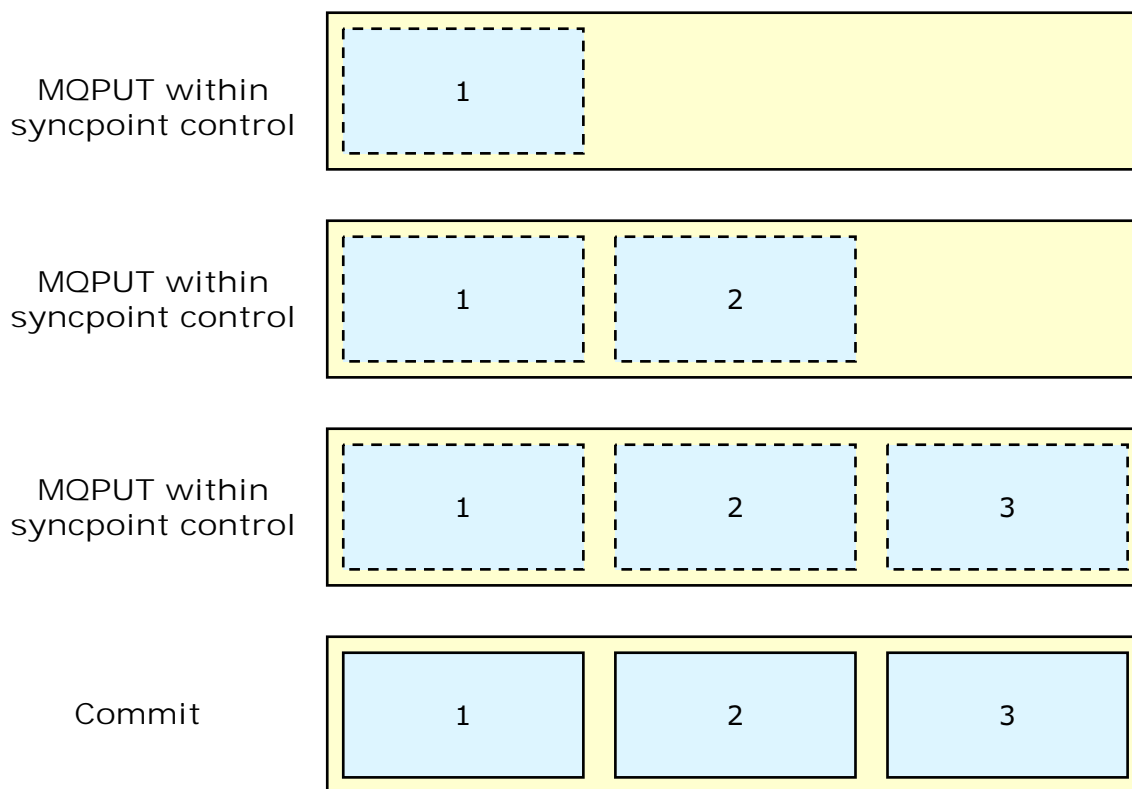 MQPUT within
syncpoint control
1
MQPUT within
syncpoint control
1 2
MQPUT within
syncpoint control
1 2 3
Commit
1 2 3